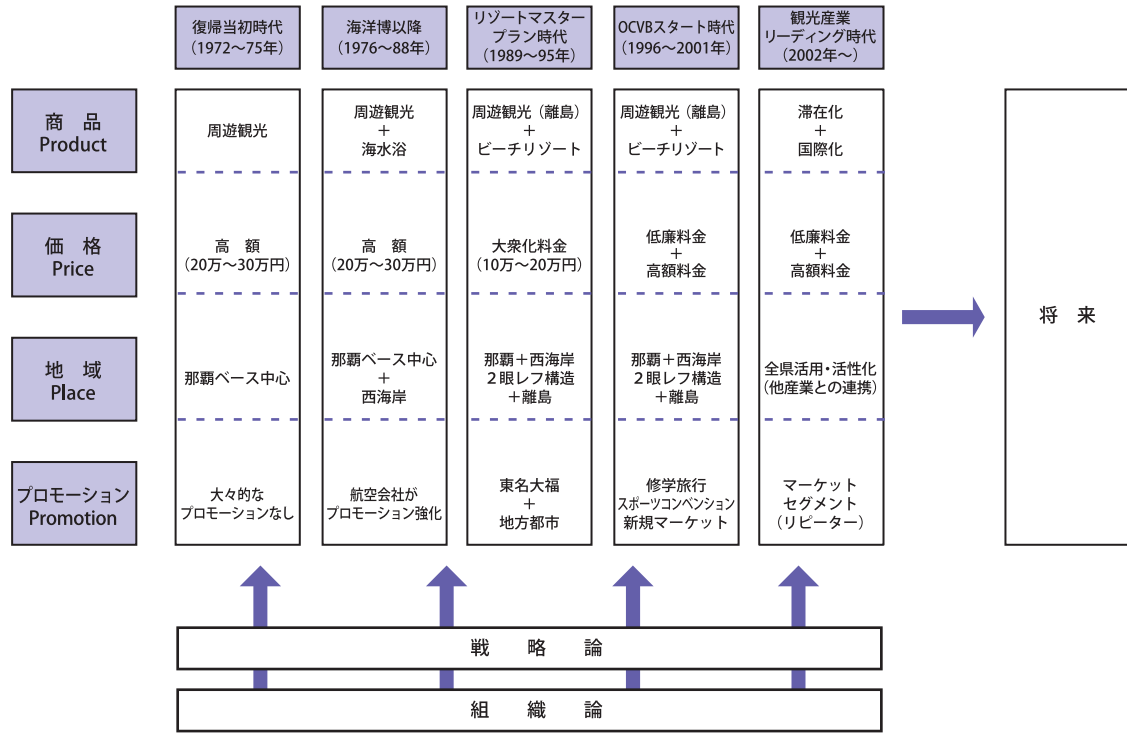 復帰当初時代
(1972〜75年)
海洋博以降
(1976〜88年)
リゾートマスター
プラン時代
(1989〜95年)
OCVBスタート時代
(1996〜2001年)
観光産業
リーディング時代
(2002年〜)
商 品
Product
周遊観光
周遊観光
+
海水浴
周遊観光(離島)
+
ビーチリゾート
周遊観光(離島)
+
ビーチリゾート
滞在化
+
国際化
価 格
Price
高 額
(20万〜30万円)
高 額
(20万〜30万円)
大衆化料金
(10万〜20万円)
低廉料金
+
高額料金
低廉料金
+
高額料金
地 域
Place
那覇ベース中心
那覇ベース中心
+
西海岸
那覇+西海岸
2眼レフ構造
+離島
那覇+西海岸
2眼レフ構造
+離島
全県活用・活性化
(他産業との連携)
プロモーション
Promotion
大々的な
プロモーションなし
航空会社が
プロモーション強化
東名大福
+
地方都市
修学旅行
スポーツコンベンション
新規マーケット
マーケット
セグメント
(リピーター)
将 来
戦 略 論
組 織 論